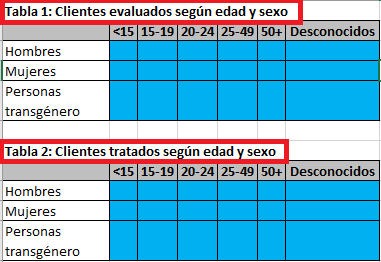 Tabla 1: Clientes evaluados según edad y sexo
<15 15-19 20-24 25-49 50+ Desconocidos
Hombres
Mujeres
Personas
transgénero
Tabla 2: Clientes tratados según edad y sexo
<15 15-19 20-24 25-49 50+ Desconocidos
Hombres
Mujeres
Personas
transgénero